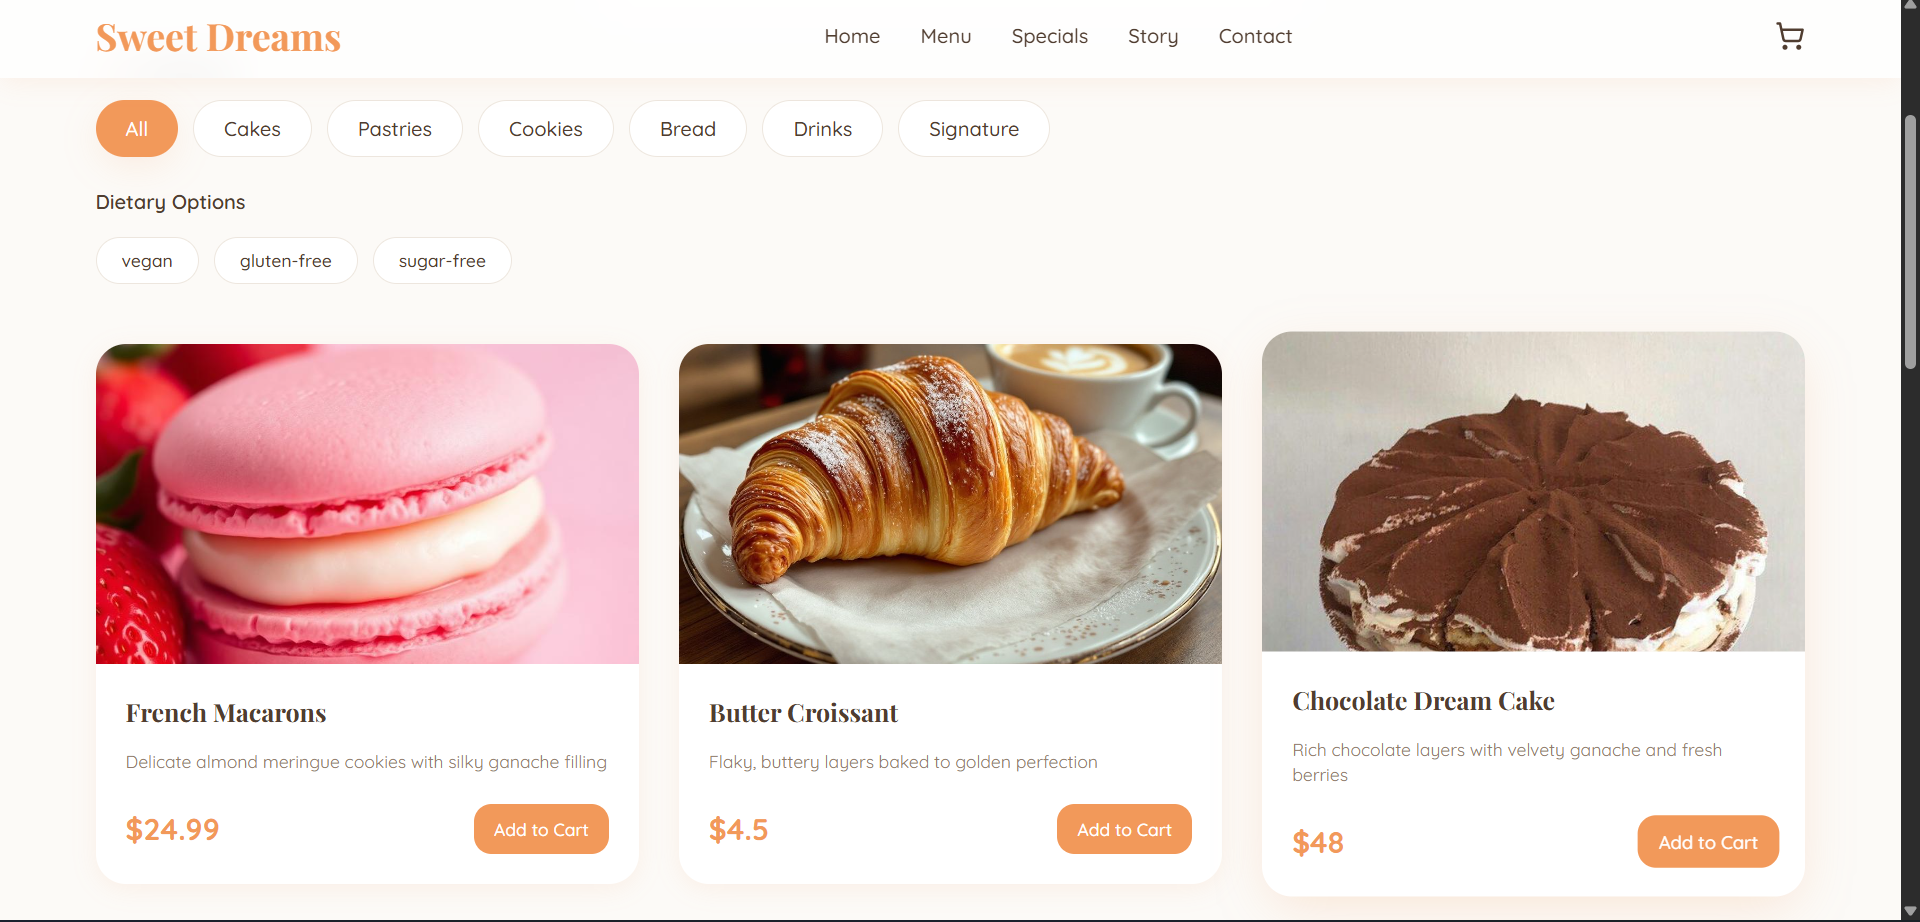 Sweet Dreams
Home Menu Specials Story Contact
All Cakes Pastries Cookies Bread Drinks Signature
Dietary Options
vegan gluten-free sugar-free
French Macarons
Delicate almond meringue cookies with silky ganache filling
$24.99 Add to Cart
Butter Croissant
Flaky, buttery layers baked to golden perfection
$4.5 Add to Cart
Chocolate Dream Cake
Rich chocolate layers with velvety ganache and fresh
berries
$48 Add to Cart